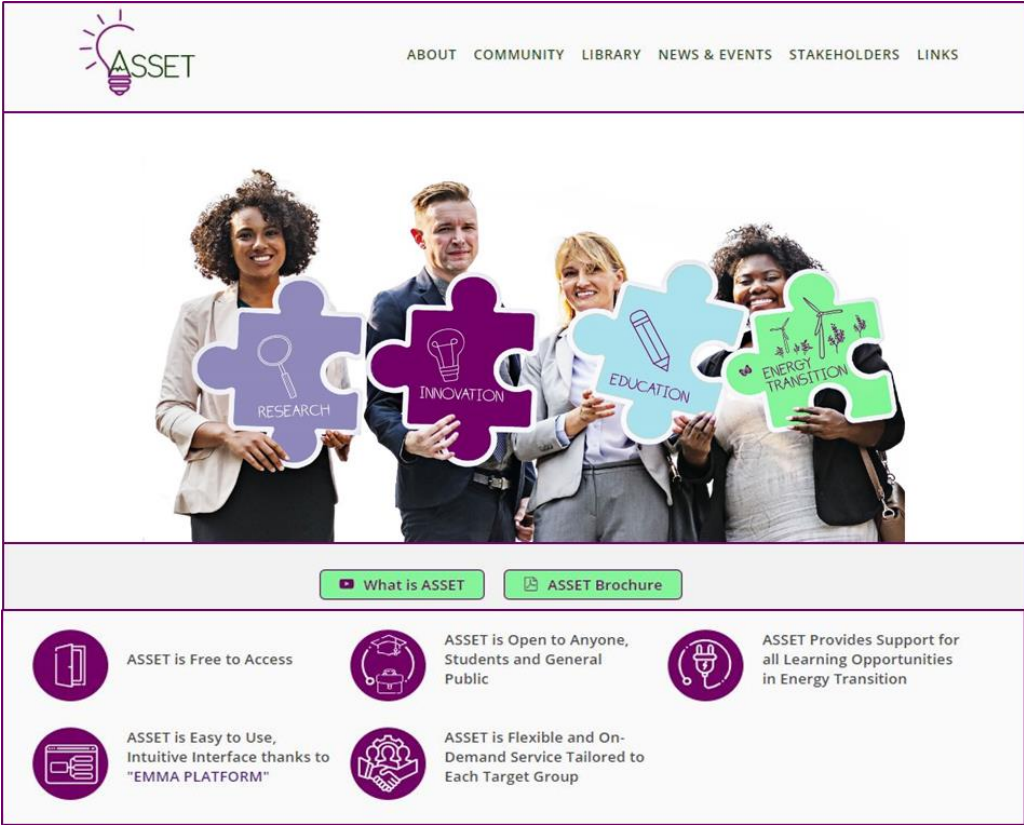 ASSET
ABOUT COMMUNITY LIBRARY NEWS & EVENTS STAKEHOLDERS LINKS
RESEARCH
INNOVATION
EDUCATION
ENERGY
TRANSITION
What is ASSET
ASSET Brochure
ASSET is Free to Access
ASSET is Open to Anyone,
Students and General
Public
ASSET Provides Support for
all Learning Opportunities
in Energy Transition
ASSET is Easy to Use,
Intuitive Interface thanks to
"EMMA PLATFORM"
ASSET is Flexible and On-
Demand Service Tailored to
Each Target Group